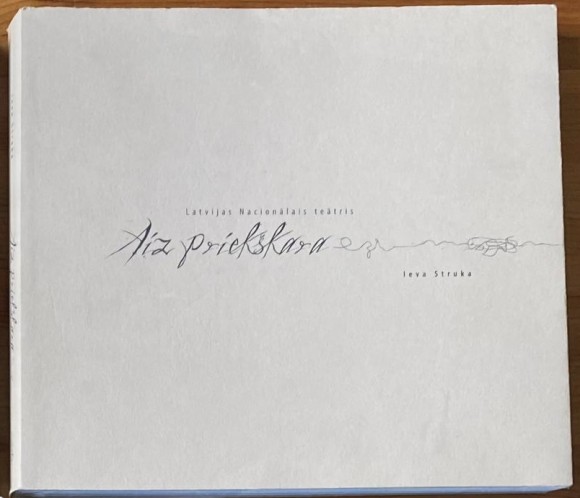 Latvijas Nacionālais teātris
Aiz priekškara
Ieva Struka